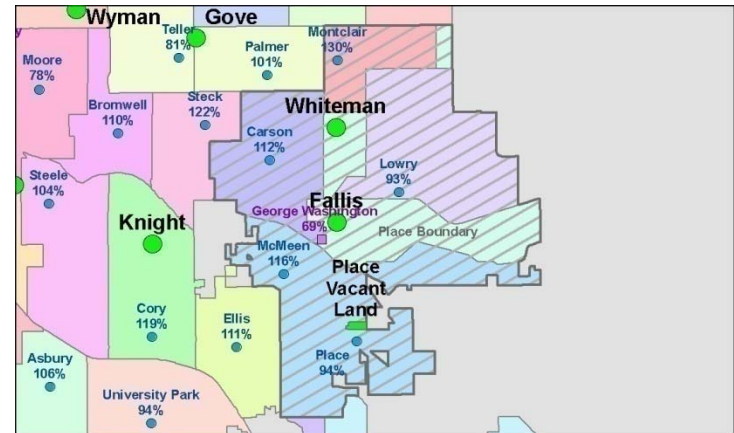 Wyman
Gove
Teller
81%
Palmer
101%
Montclair
130%
y
Moore
78%
Bromwell
110%
Steck
122%
Whiteman
Carson
112%
Lowry
93%
Steele
104%
Fallis
George Washington
69%
Knight
Place Boundary
McMeen
116%
Place
Vacant
Land
Cory
119%
Ellis
111%
Place
94%
Asbury
106%
University Park
94%